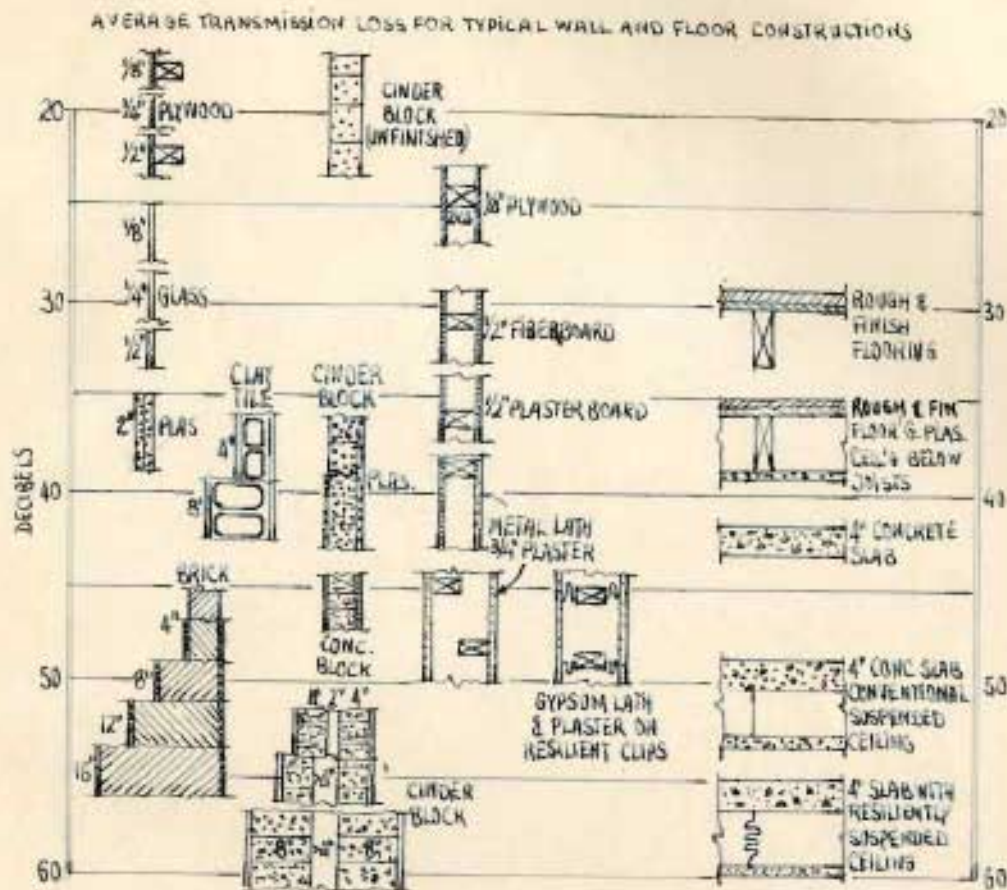 AVERAGE TRANSMISSION LOSS FOR TYPICAL WALL AND FLOOR CONSTRUCTIONS
DECIBELS
20
30
40
50
60
20
30
40
50
60
1/8"
1/4"
PLYWOOD
1/2"
1/8"
1/4"
GLASS
1/2"
2"
PLAS
CLAY
TILE
4"
8"
BRICK
4"
8"
12"
16"
CINDER
BLOCK
(UNFINISHED)
CINDER
BLOCK
PLAS.
CONC.
BLOCK
2" 4"
CINDER
BLOCK
PLYWOOD
1/2" FIBERBOARD
1/2" PLASTER BOARD
METAL LATH
3/4" PLASTER
GYPSUM LATH
& PLASTER ON
RESILIENT CLIPS
ROUGH &
FINISH
FLOORING
ROUGH & FIN
FLOOR & PLAS.
CEIL'G BELOW
JOISTS
4" CONCRETE
SLAB
4" CONC. SLAB
CONVENTIONAL
SUSPENDED
CEILING
4" SLAB WITH
RESILIENTLY
SUSPENDED
CEILING